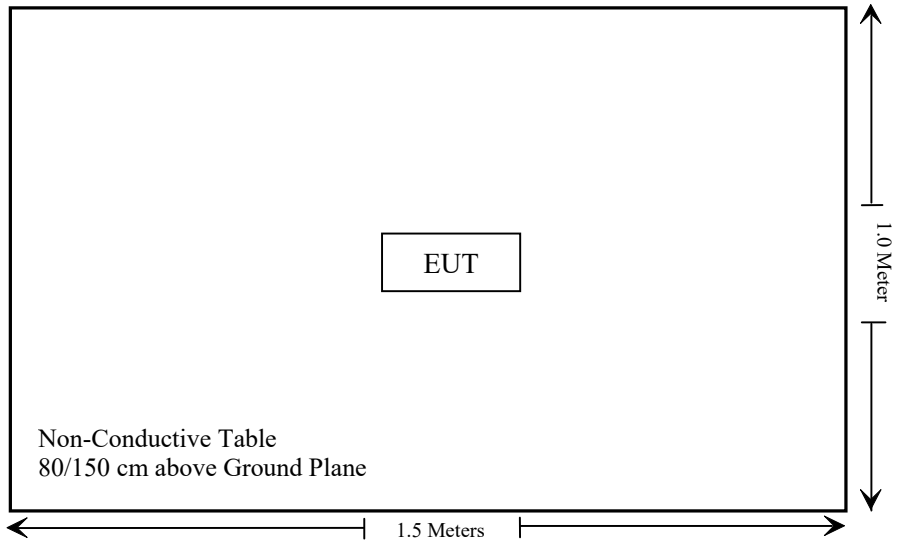 EUT
1.0 Meter
Non-Conductive Table
80/150 cm above Ground Plane
1.5 Meters